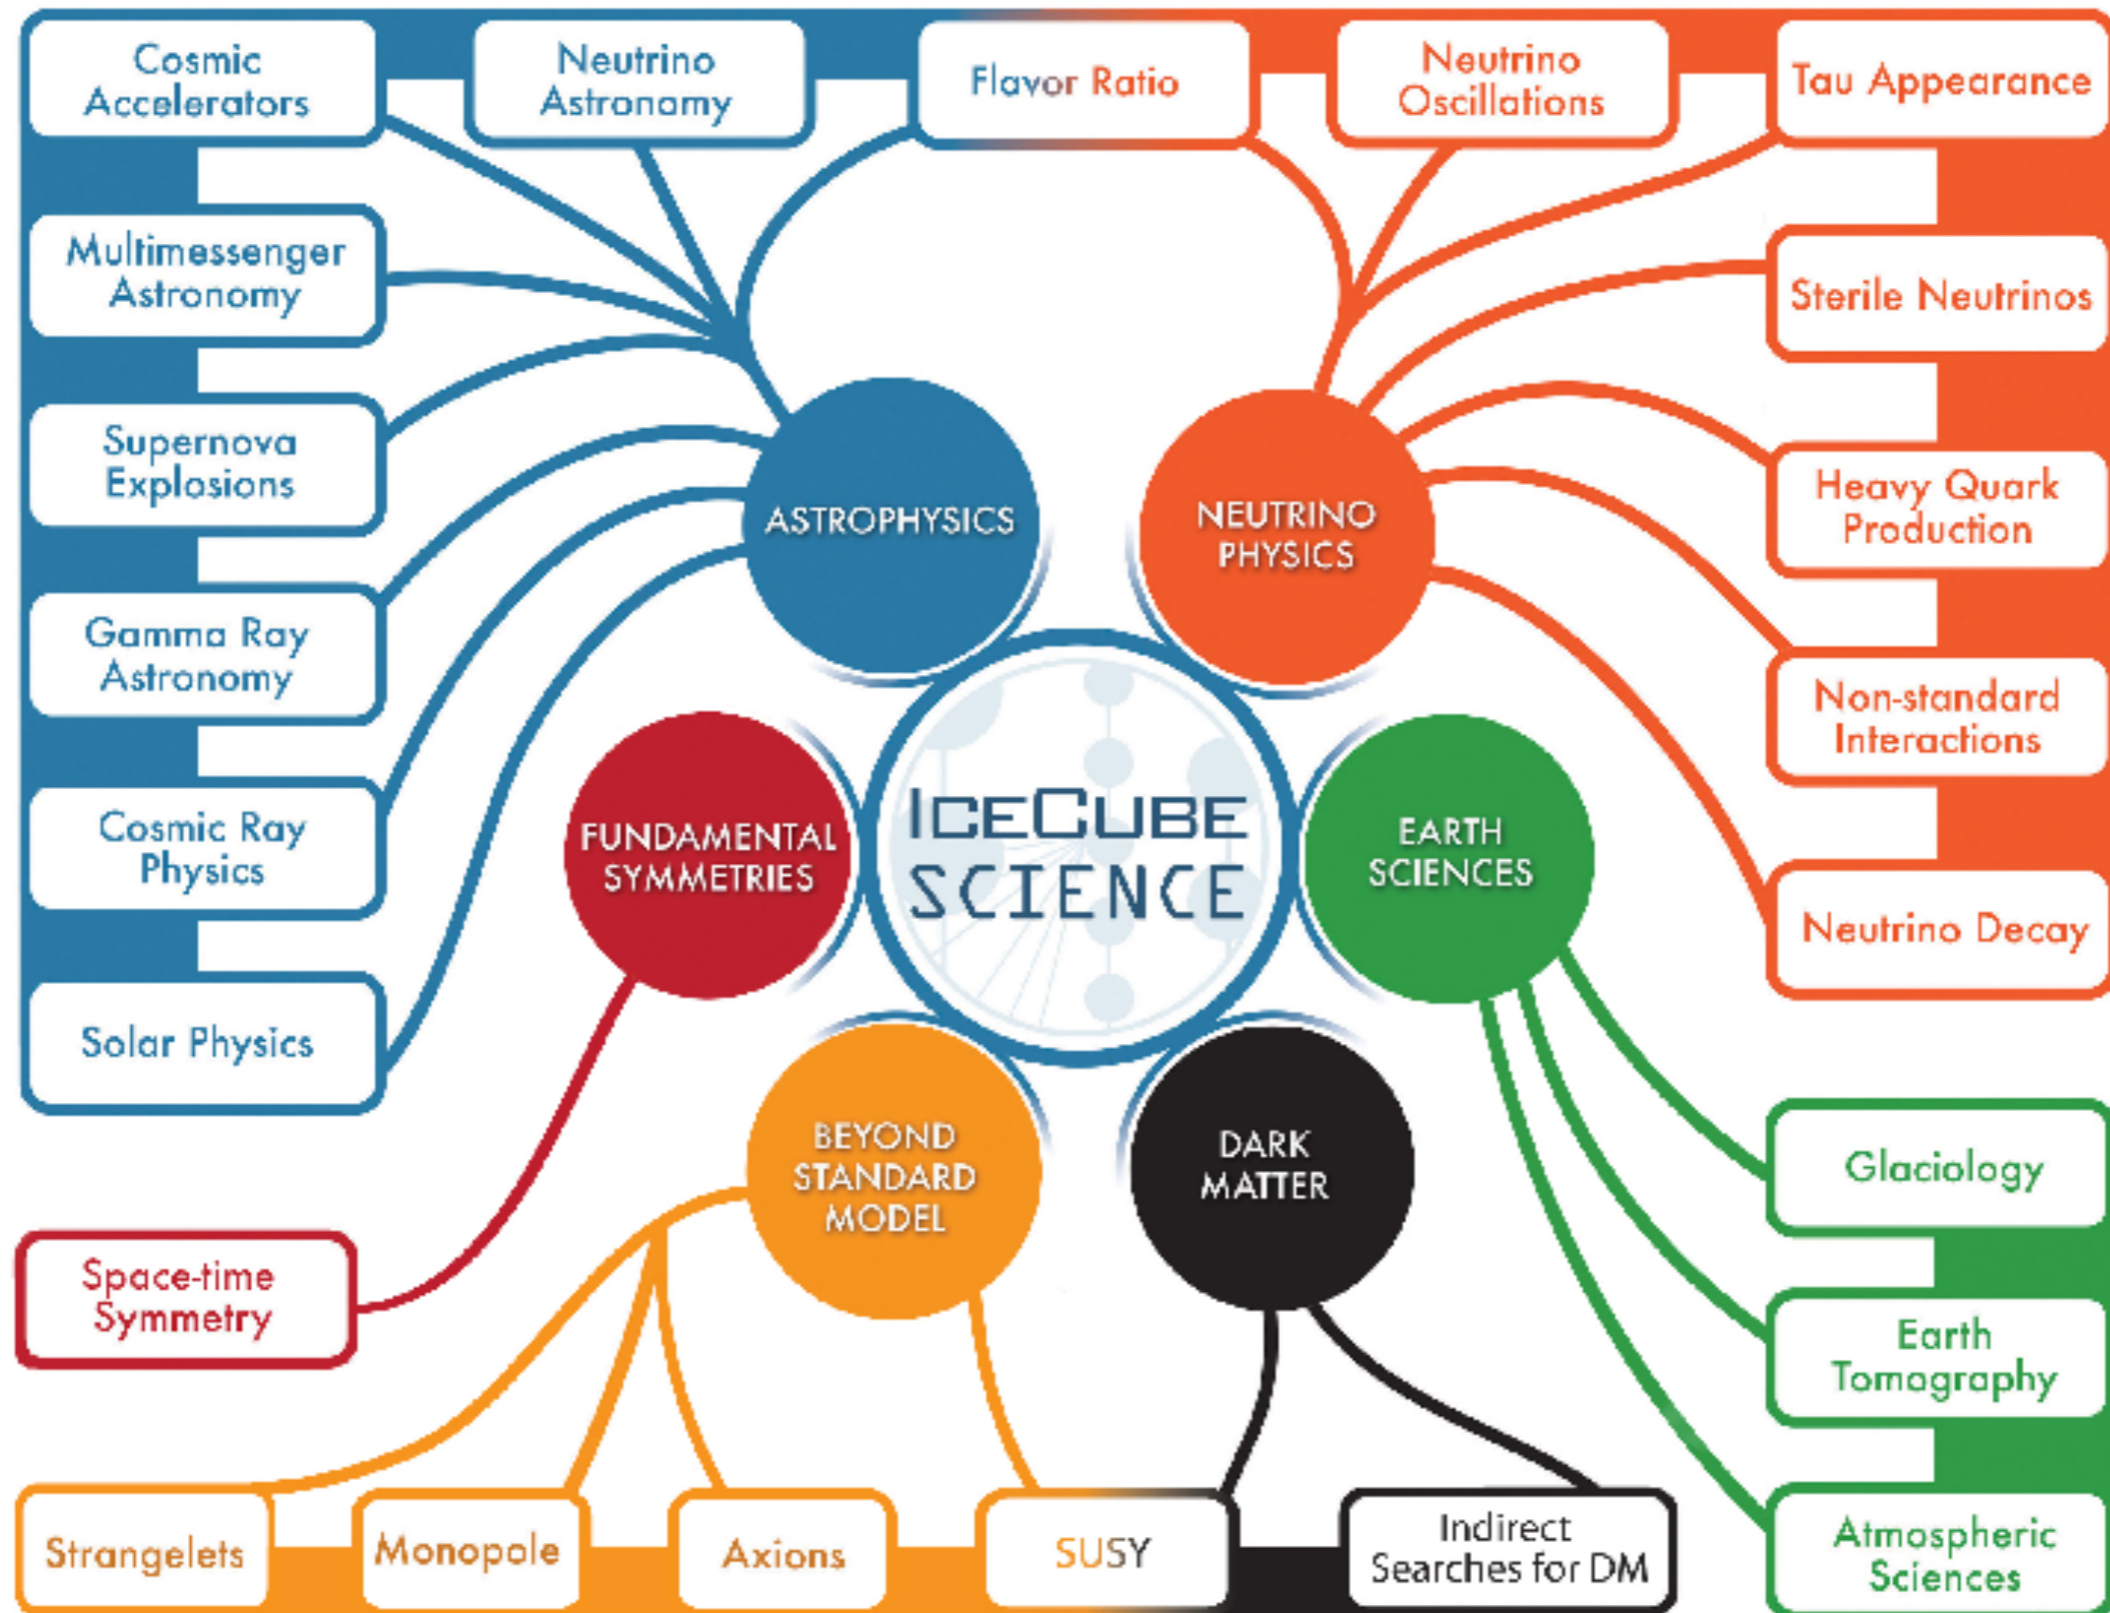 Cosmic
Accelerators
Neutrino
Astronomy
Flavor Ratio
Neutrino
Oscillations
Tau Appearance
Multimessenger
Astronomy
Sterile Neutrinos
Supernova
Explosions
Heavy Quark
Production
ASTROPHYSICS
NEUTRINO
PHYSICS
Gamma Ray
Astronomy
Non-standard
Interactions
Cosmic Ray
Physics
FUNDAMENTAL
SYMMETRIES
ICECUBE
SCIENCE
EARTH
SCIENCES
Neutrino Decay
Solar Physics
BEYOND
STANDARD
MODEL
DARK
MATTER
Glaciology
Space-time
Symmetry
Earth
Tomography
Strangelets
Monopole
Axions
SUSY
Indirect
Searches for DM
Atmospheric
Sciences